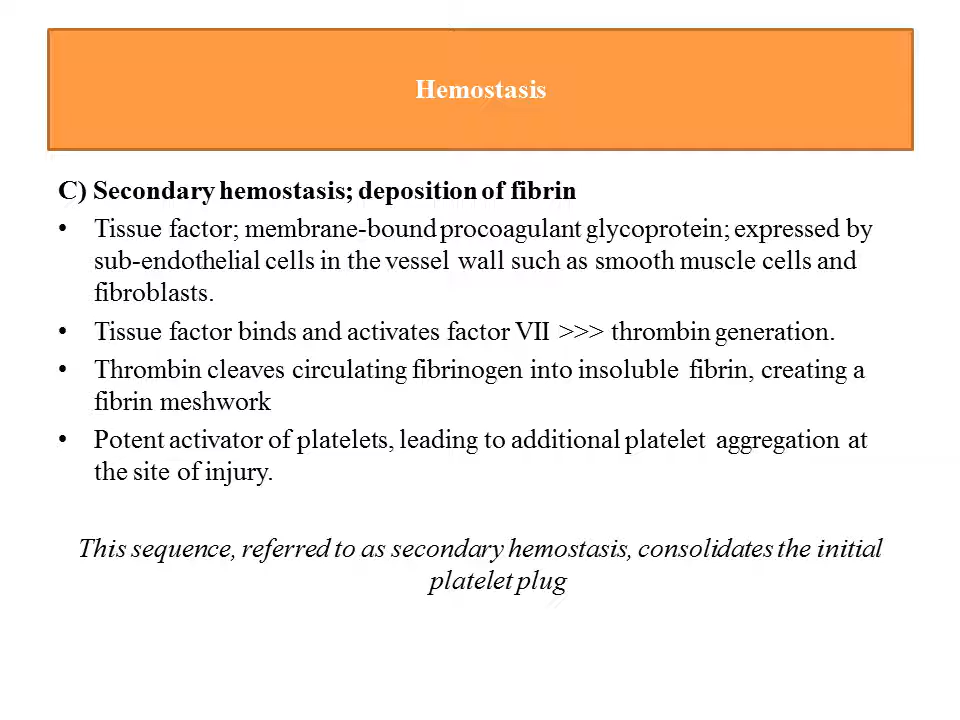 Hemostasis
C) Secondary hemostasis; deposition of fibrin
• Tissue factor; membrane-bound procoagulant glycoprotein; expressed by
sub-endothelial cells in the vessel wall such as smooth muscle cells and
fibroblasts.
• Tissue factor binds and activates factor VII >>> thrombin generation.
• Thrombin cleaves circulating fibrinogen into insoluble fibrin, creating a
fibrin meshwork
• Potent activator of platelets, leading to additional platelet aggregation at
the site of injury.
This sequence, referred to as secondary hemostasis, consolidates the initial
platelet plug